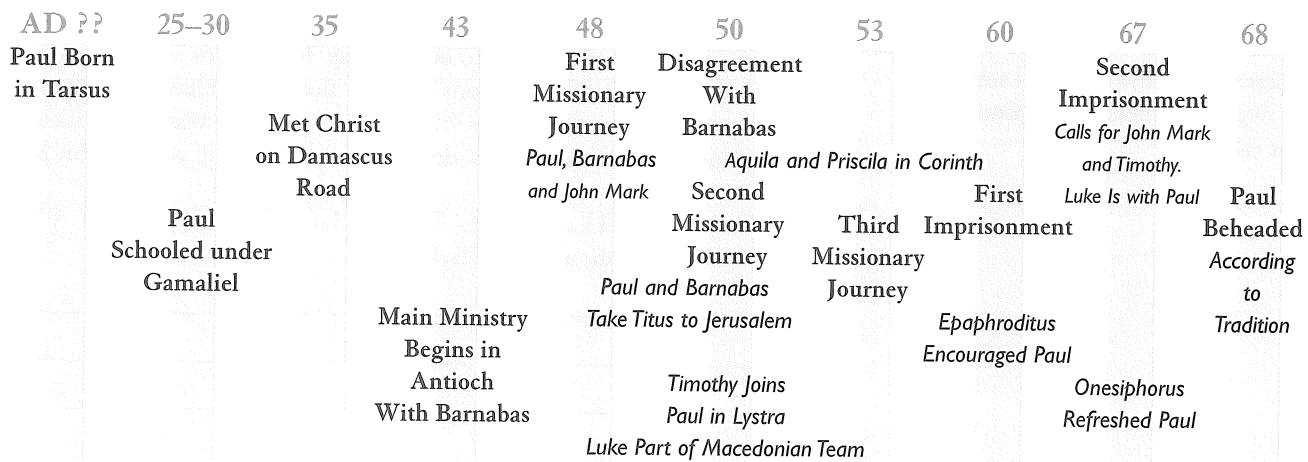 AD ??
Paul Born
in Tarsus
25–30
Paul
Schooled under
Gamaliel
35
Met Christ
on Damascus
Road
43
Main Ministry
Begins in
Antioch
With Barnabas
48
First
Missionary
Journey
Paul, Barnabas
and John Mark
50
Disagreement
With
Barnabas
Aquila and Priscila in Corinth
Second
Missionary
Journey
Paul and Barnabas
Take Titus to Jerusalem
Timothy Joins
Paul in Lystra
Luke Part of Macedonian Team
53
Third
Missionary
Journey
60
First
Imprisonment
Epaphroditus
Encouraged Paul
67
Second
Imprisonment
Calls for John Mark
and Timothy.
Luke Is with Paul
Onesiphorus
Refreshed Paul
68
Paul
Beheaded
According
to
Tradition